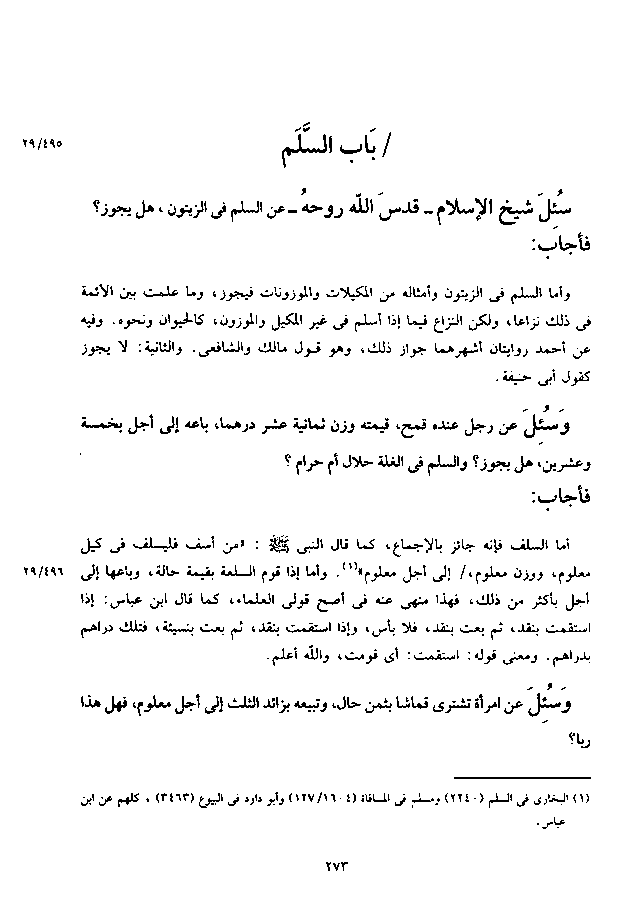 ٢٩/٤٩٥
/ بَاب السَّلَم
سُئِلَ شيخ الإسلام ـ قدسَ اللّه روحهُ ـ عن السلم فى الزيتون، هل يجوز؟
فأجاب:
وأما السلم فى الزيتون وأمثاله من المكيلات والموزونات فيجوز، وما علمت بين الأئمة
فى ذلك نزاعا، ولكن النزاع فيما إذا أسلم فى غير المكيل والموزون، كالحيوان ونحوه. وفيه
عن أحمد روايتان أشهرهما جواز ذلك، وهو قول مالك والشافعى. والثانية: لا يجوز
كقول أبى حنيفة.
وَسُئِلَ عن رجل عنده قمح، قيمته وزن ثمانية عشر درهما، باعه إلى أجل بخمسة
وعشرين، هل يجوز؟ والسلم فى الغلة حلال أم حرام ؟
فأجاب:
أما السلف فإنه جائز بالإجماع، كما قال النبى ﷺ : «من أسف فليسلف فى كيل
معلوم، ووزن معلوم، / إلى أجل معلوم»(١). وأما إذا قوم السلعة بقيمة حالة، وباعها إلى
٢٩/٤٩٦
أجل بأكثر من ذلك، فهذا منهى عنه فى أصح قولى العلماء، كما قال ابن عباس: إذا
استقمت بنقد، ثم بعت بنقد، فلا بأس، وإذا استقمت بنقد، ثم بعت بنسيئة، فتلك دراهم
بدراهم. ومعنى قوله: استقمت: أى قومت، واللّه أعلم.
وَسُئِلَ عن امرأة تشترى قماشا بثمن حال، وتبيعه بزائد الثلث إلى أجل معلوم، فهل هذا
ربا؟
(١) البخارى فى السلم (٢٢٤٠) ومسلم فى المساقاة (١٢٧/١٦٠٤) وأبو داود فى البيوع (٣٤٦٣) ، كلهم عن ابن
عباس.
٢٧٣